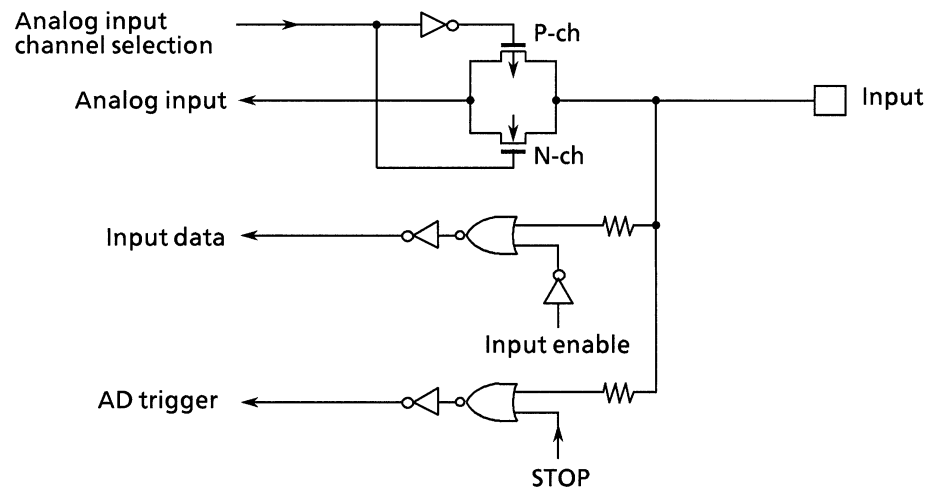 Analog input
channel selection
P-ch
Analog input
Input
N-ch
Input data
Input enable
AD trigger
STOP